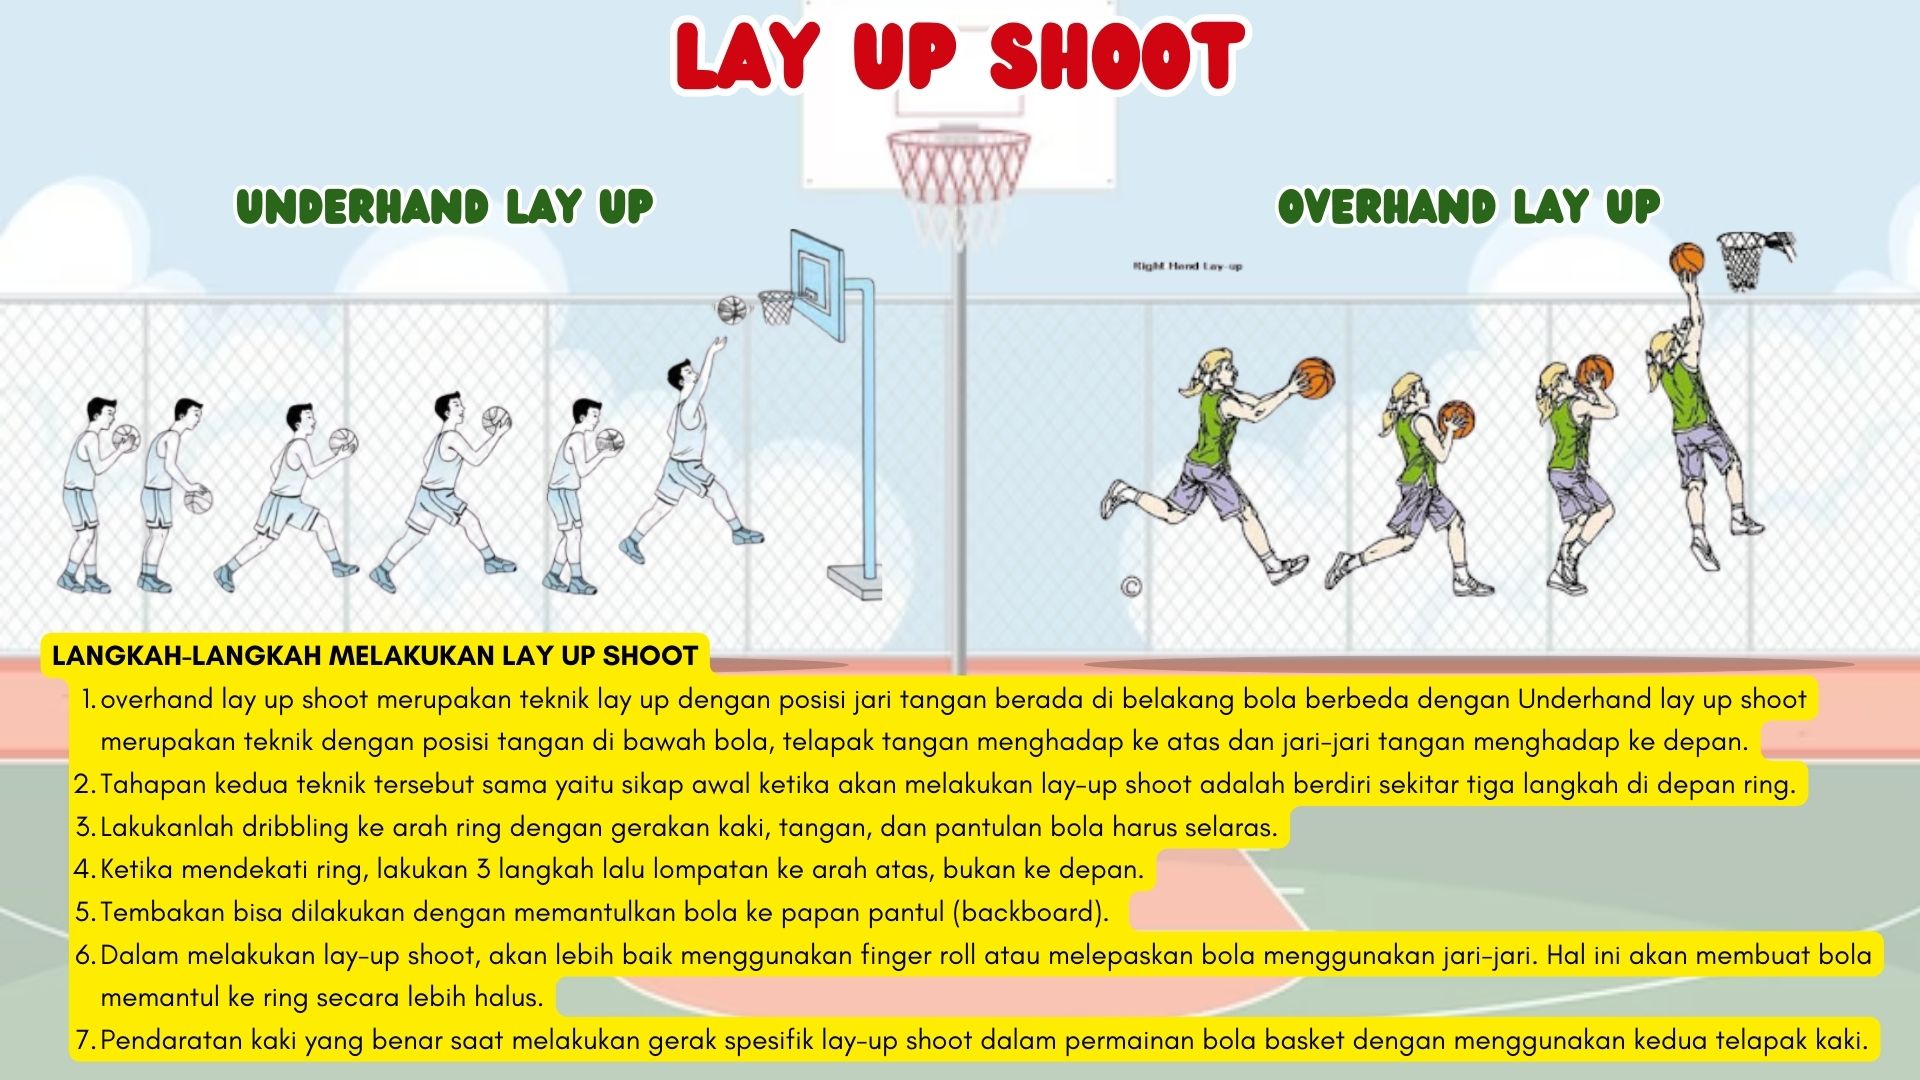 LAY UP SHOOT
UNDERHAND LAY UP
OVERHAND LAY UP
Right Hand Lay-up
©
LANGKAH-LANGKAH MELAKUKAN LAY UP SHOOT
1. overhand lay up shoot merupakan teknik lay up dengan posisi jari tangan berada di belakang bola berbeda dengan Underhand lay up shoot
merupakan teknik dengan posisi tangan di bawah bola, telapak tangan menghadap ke atas dan jari-jari tangan menghadap ke depan.
2. Tahapan kedua teknik tersebut sama yaitu sikap awal ketika akan melakukan lay-up shoot adalah berdiri sekitar tiga langkah di depan ring.
3. Lakukanlah dribbling ke arah ring dengan gerakan kaki, tangan, dan pantulan bola harus selaras.
4. Ketika mendekati ring, lakukan 3 langkah lalu lompatan ke arah atas, bukan ke depan.
5. Tembakan bisa dilakukan dengan memantulkan bola ke papan pantul (backboard).
6. Dalam melakukan lay-up shoot, akan lebih baik menggunakan finger roll atau melepaskan bola menggunakan jari-jari. Hal ini akan membuat bola
memantul ke ring secara lebih halus.
7. Pendaratan kaki yang benar saat melakukan gerak spesifik lay-up shoot dalam permainan bola basket dengan menggunakan kedua telapak kaki.